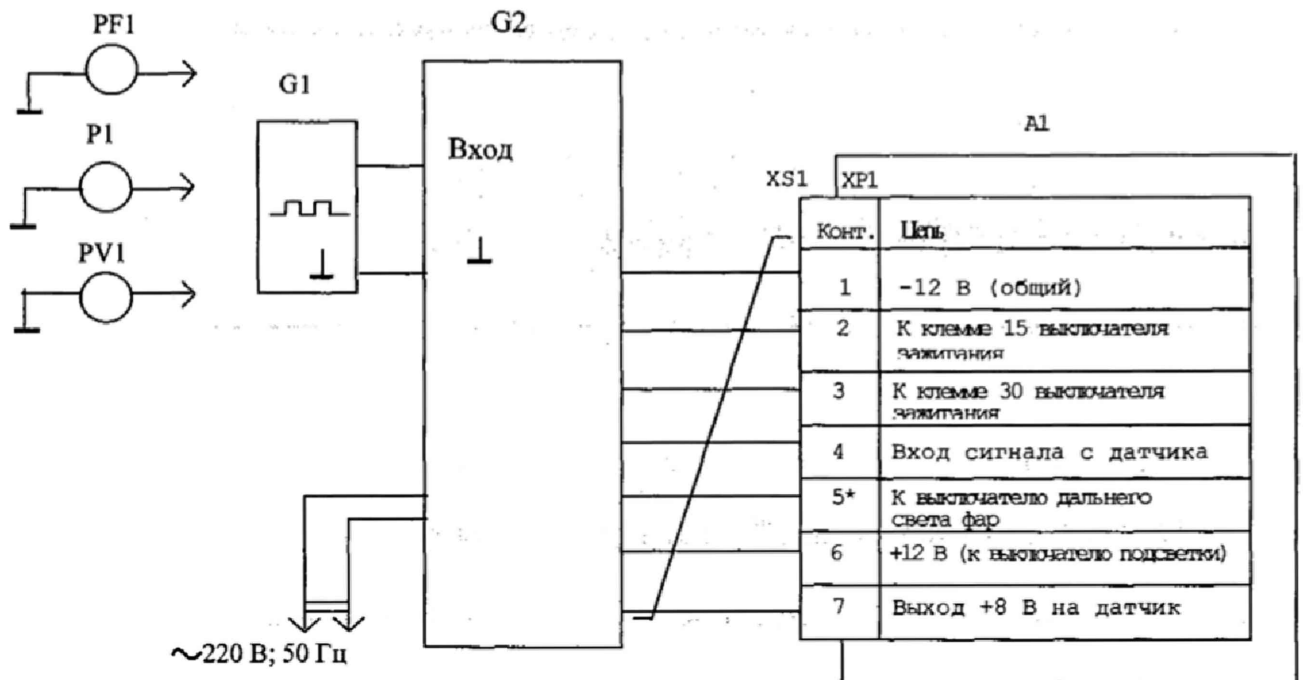 PF1
G2
G1
P1
Вход
A1
XS1 XP1
PV1
Конт. Цепь
1 -12 В (общий)
2 К клемме 15 выключателя
зажигания
3 К клемме 30 выключателя
зажигания
4 Вход сигнала с датчика
5* К выключателю дальнего
света фар
6 +12 В (к выключателю подсветки)
7 Выход +8 В на датчик
~220 В; 50 Гц